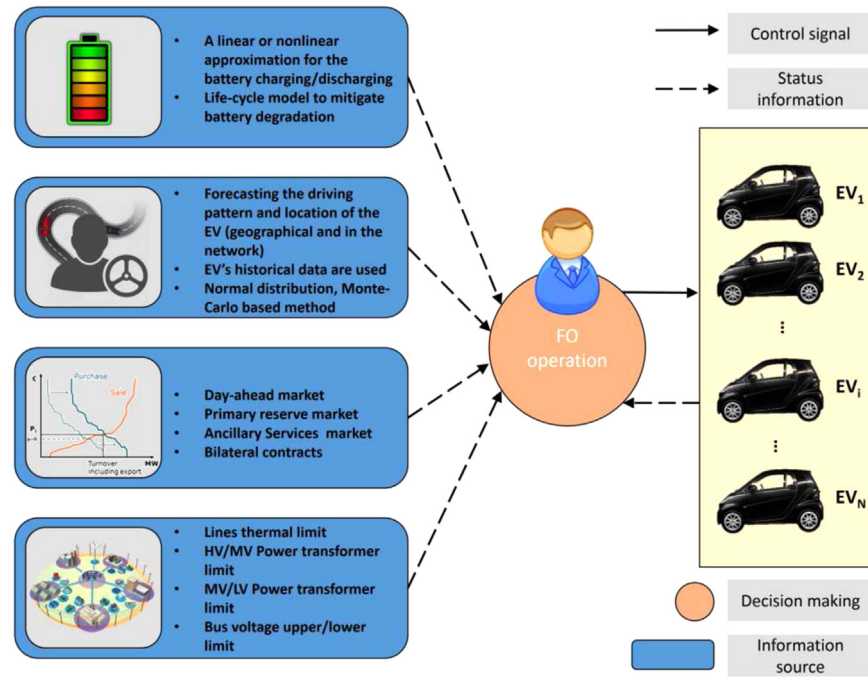 • A linear or nonlinear
approximation for the
battery charging/discharging
• Life-cycle model to mitigate
battery degradation
• Forecasting the driving
pattern and location of the
EV (geographical and in the
network)
• EV's historical data are used
• Normal distribution, Monte-
Carlo based method
€
Purchase
Sale
P₁
Turnover
including export
MW
• Day-ahead market
• Primary reserve market
• Ancillary Services market
• Bilateral contracts
• Lines thermal limit
• HV/MV Power transformer
limit
• MV/LV Power transformer
limit
• Bus voltage upper/lower
limit
FO
operation
Control signal
Status
information
EV₁
EV₂
...
EVᵢ
...
EV_N
Decision making
Information
source